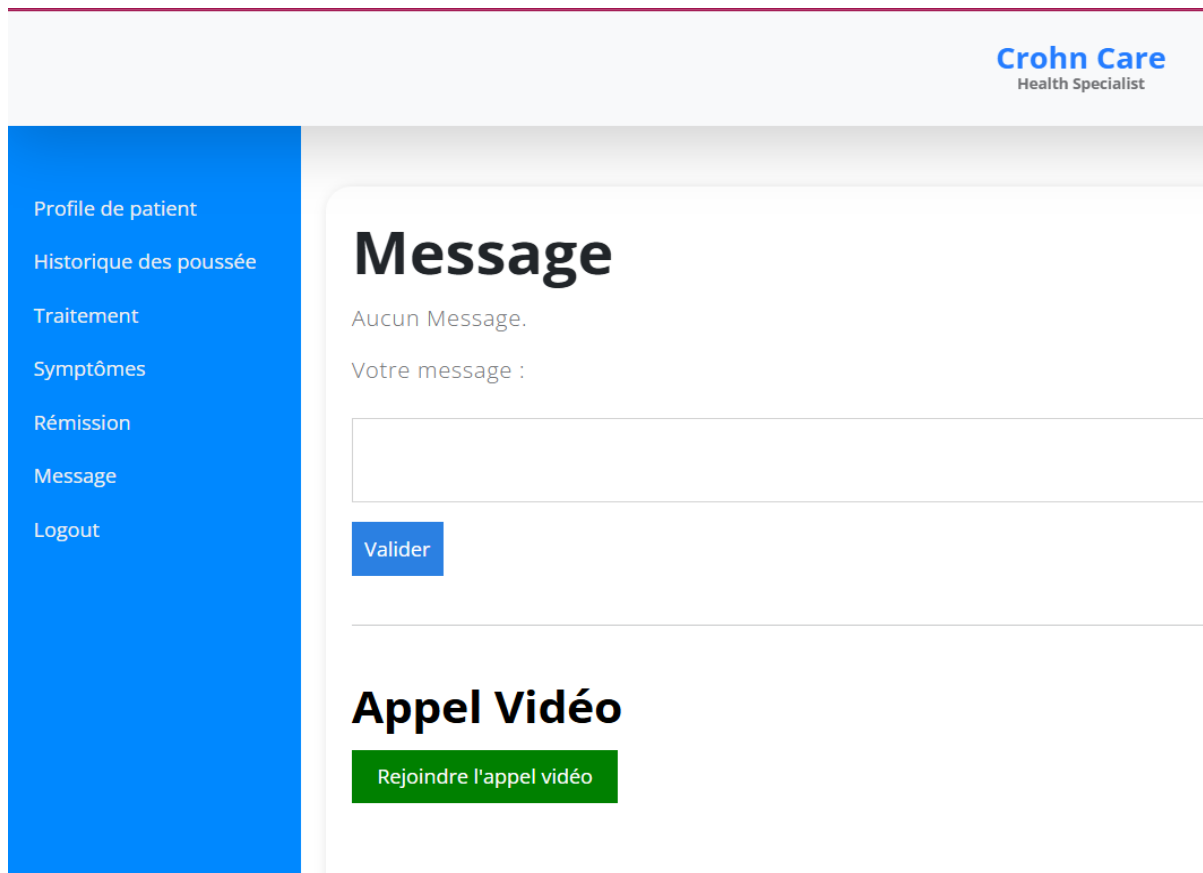 Crohn Care
Health Specialist
Profile de patient
Historique des poussée
Traitement
Symptômes
Rémission
Message
Logout
Message
Aucun Message.
Votre message :
Valider
Appel Vidéo
Rejoindre l'appel vidéo